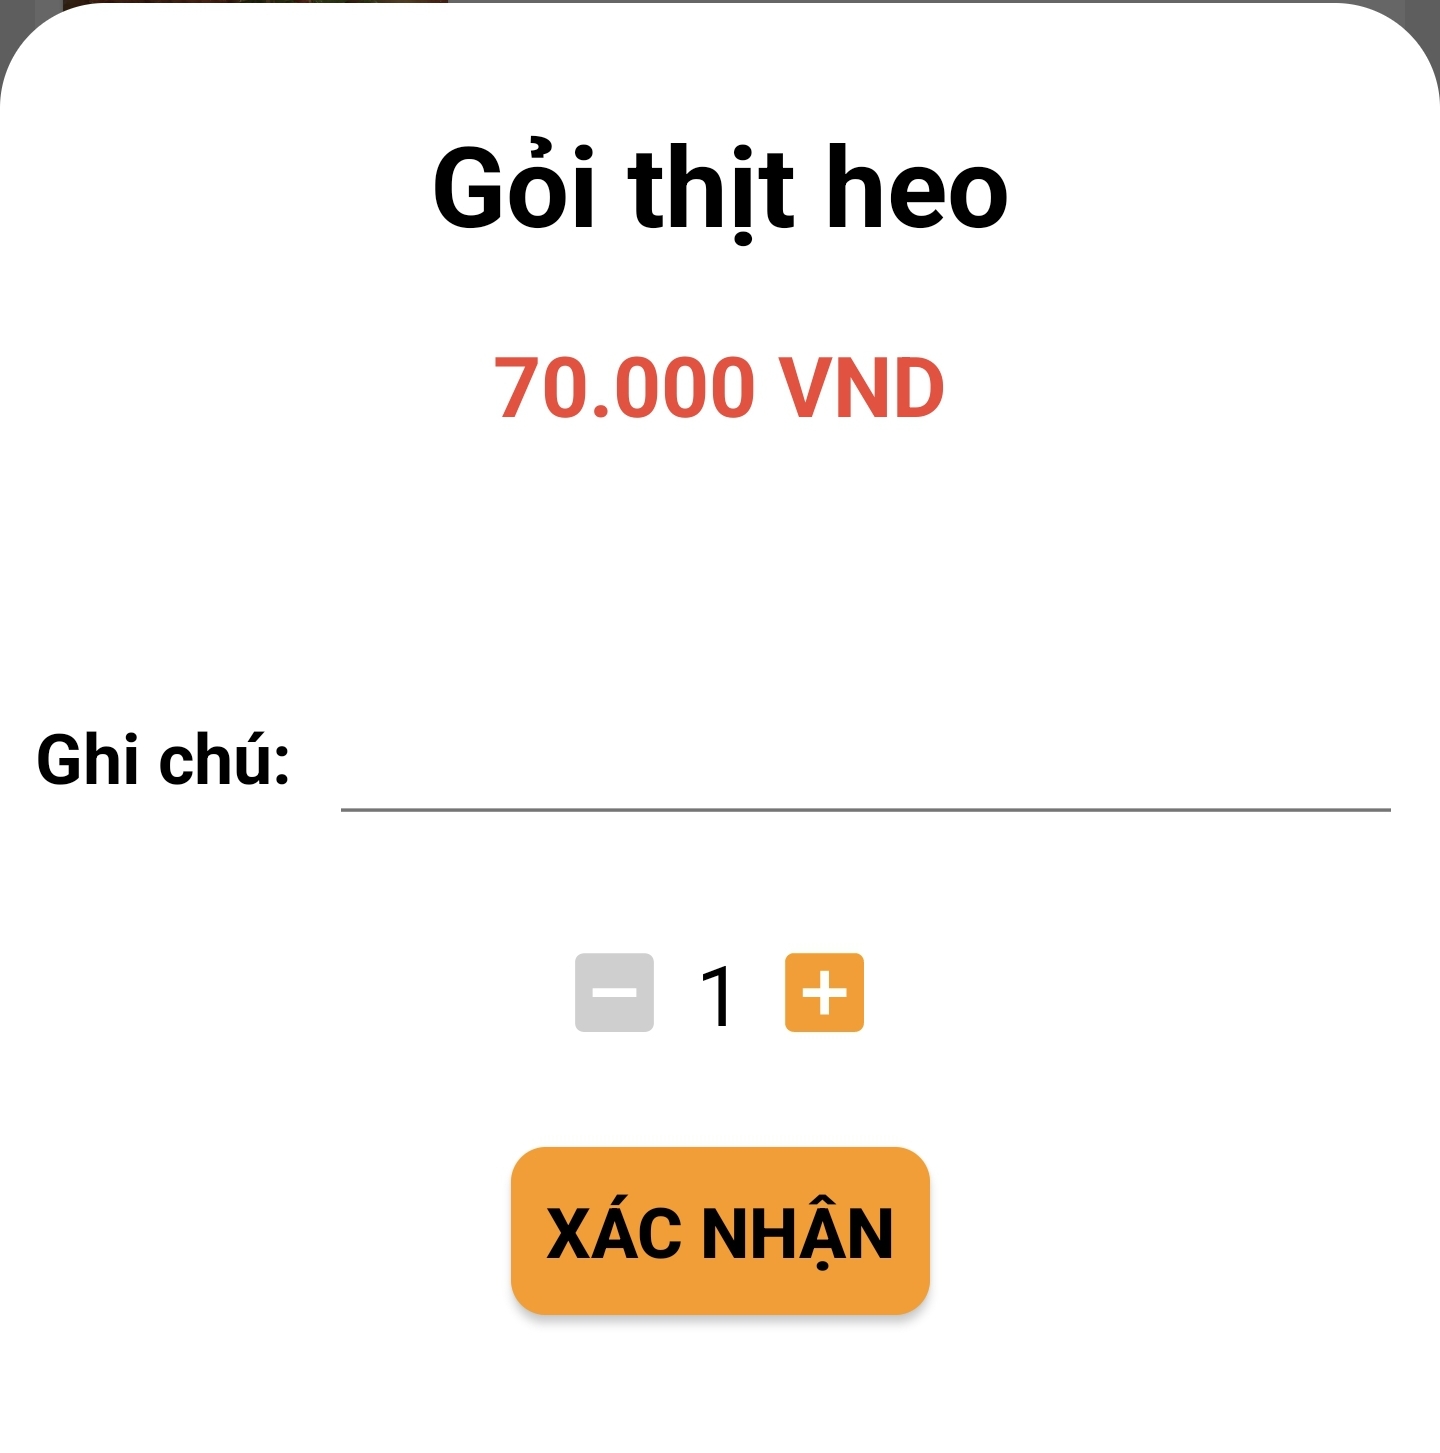 Gỏi thịt heo
70.000 VND
Ghi chú:
1
XÁC NHẬN